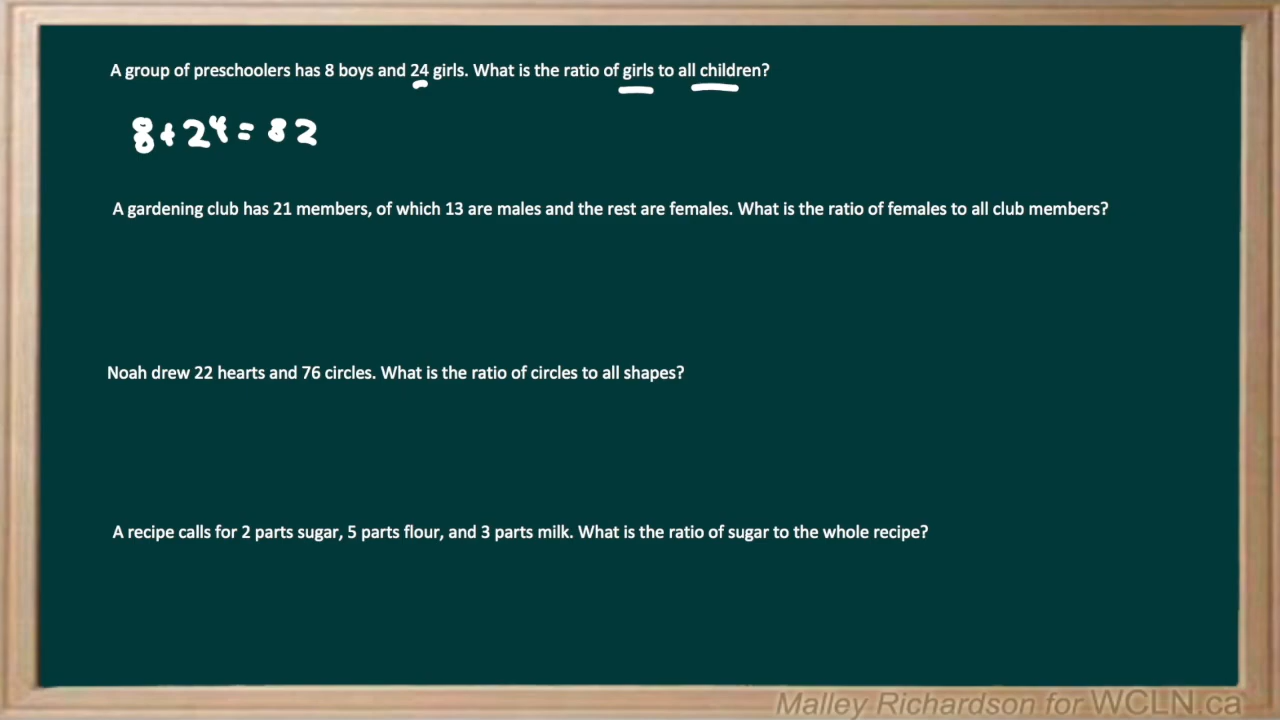 A group of preschoolers has 8 boys and 24 girls. What is the ratio of girls to all children?
8+24=82
A gardening club has 21 members, of which 13 are males and the rest are females. What is the ratio of females to all club members?
Noah drew 22 hearts and 76 circles. What is the ratio of circles to all shapes?
A recipe calls for 2 parts sugar, 5 parts flour, and 3 parts milk. What is the ratio of sugar to the whole recipe?
Malley Richardson for WCLN.ca